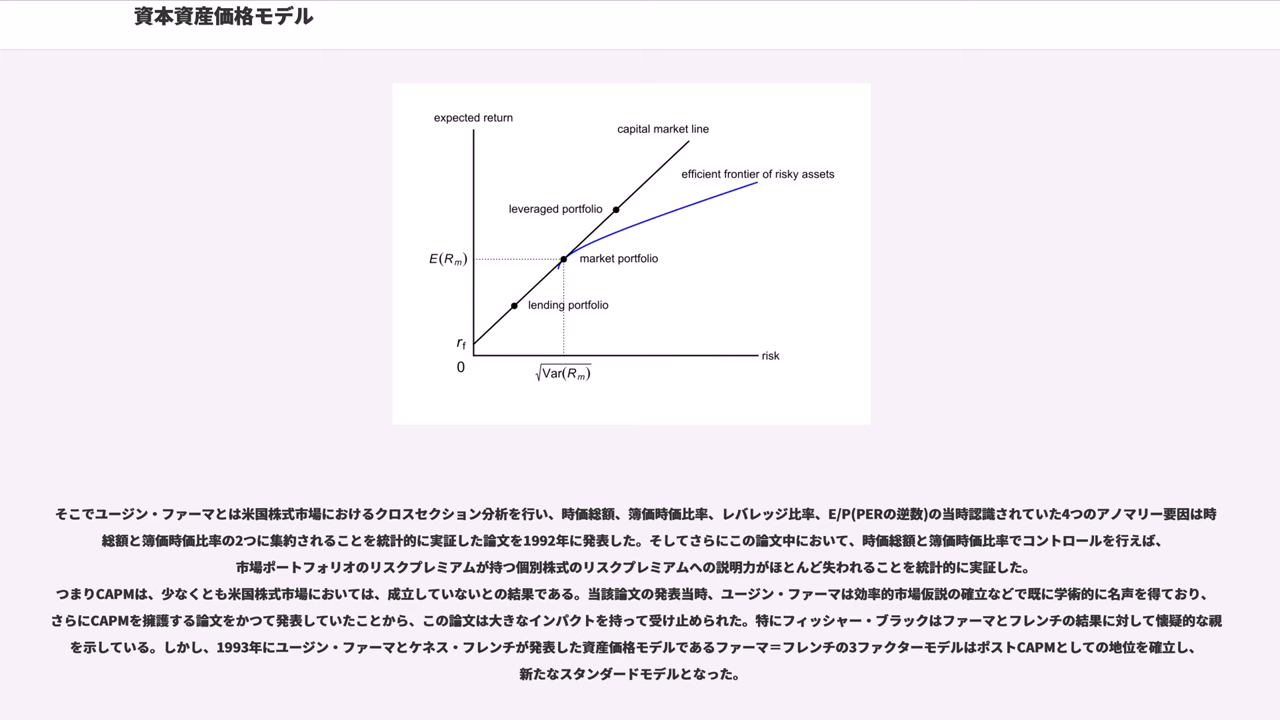 資本資産価格モデル
expected return
capital market line
efficient frontier of risky assets
leveraged portfolio
E(Rm)
market portfolio
lending portfolio
rf
risk
0
√Var(Rm)
そこでユージン・ファーマとは米国株式市場におけるクロスセクション分析を行い、時価総額、簿価時価比率、レバレッジ比率、E/P(PERの逆数)の当時認識されていた4つのアノマリー要因は時
総額と簿価時価比率の2つに集約されることを統計的に実証した論文を1992年に発表した。そしてさらにこの論文中において、時価総額と簿価時価比率でコントロールを行えば、
市場ポートフォリオのリスクプレミアムが持つ個別株式のリスクプレミアムへの説明力がほとんど失われることを統計的に実証した。
つまりCAPMは、少なくとも米国株式市場においては、成立していないとの結果である。当該論文の発表当時、ユージン・ファーマは効率的市場仮説の確立などで既に学術的に名声を得ており、
さらにCAPMを擁護する論文をかつて発表していたことから、この論文は大きなインパクトを持って受け止められた。特にフィッシャー・ブラックはファーマとフレンチの結果に対して懐疑的な視
を示している。しかし、1993年にユージン・ファーマとケネス・フレンチが発表した資産価格モデルであるファーマ＝フレンチの3ファクターモデルはポストCAPMとしての地位を確立し、
新たなスタンダードモデルとなった。